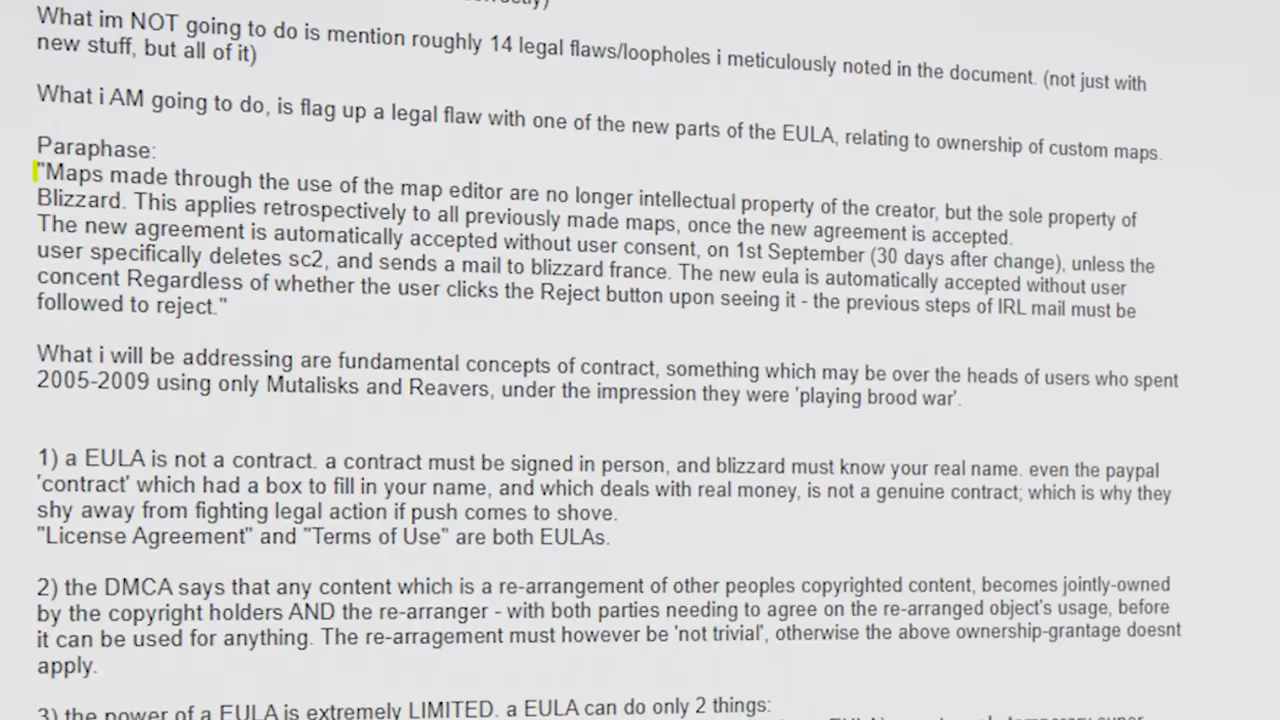 What im NOT going to do is mention roughly 14 legal flaws/loopholes i meticulously noted in the document. (not just with
new stuff, but all of it)
What i AM going to do, is flag up a legal flaw with one of the new parts of the EULA, relating to ownership of custom maps.
Paraphase:
"Maps made through the use of the map editor are no longer intellectual property of the creator, but the sole property of
Blizzard. This applies retrospectively to all previously made maps, once the new agreement is accepted.
The new agreement is automatically accepted without user consent, on 1st September (30 days after change), unless the
user specifically deletes sc2, and sends a mail to blizzard france. The new eula is automatically accepted without user
concent Regardless of whether the user clicks the Reject button upon seeing it - the previous steps of IRL mail must be
followed to reject."
What i will be addressing are fundamental concepts of contract, something which may be over the heads of users who spent
2005-2009 using only Mutalisks and Reavers, under the impression they were 'playing brood war'.
1) a EULA is not a contract. a contract must be signed in person, and blizzard must know your real name. even the paypal
'contract' which had a box to fill in your name, and which deals with real money, is not a genuine contract; which is why they
shy away from fighting legal action if push comes to shove.
"License Agreement" and "Terms of Use" are both EULAs.
2) the DMCA says that any content which is a re-arrangement of other peoples copyrighted content, becomes jointly-owned
by the copyright holders AND the re-arranger - with both parties needing to agree on the re-arranged object's usage, before
it can be used for anything. The re-arragement must however be 'not trivial', otherwise the above ownership-grantage doesnt
apply.
3) the power of a EULA is extremely LIMITED. a EULA can do only 2 things: